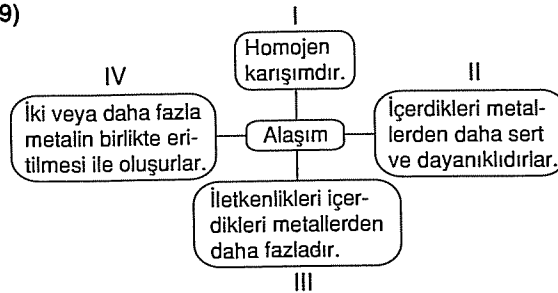 9)
I
Homojen
karışımdır.
IV
İki veya daha fazla
metalin birlikte eri-
tilmesi ile oluşurlar.
Alaşım
II
İçerdikleri metal-
lerden daha sert
ve dayanıklıdırlar.
İletkenlikleri içer-
dikleri metallerden
daha fazladır.
III